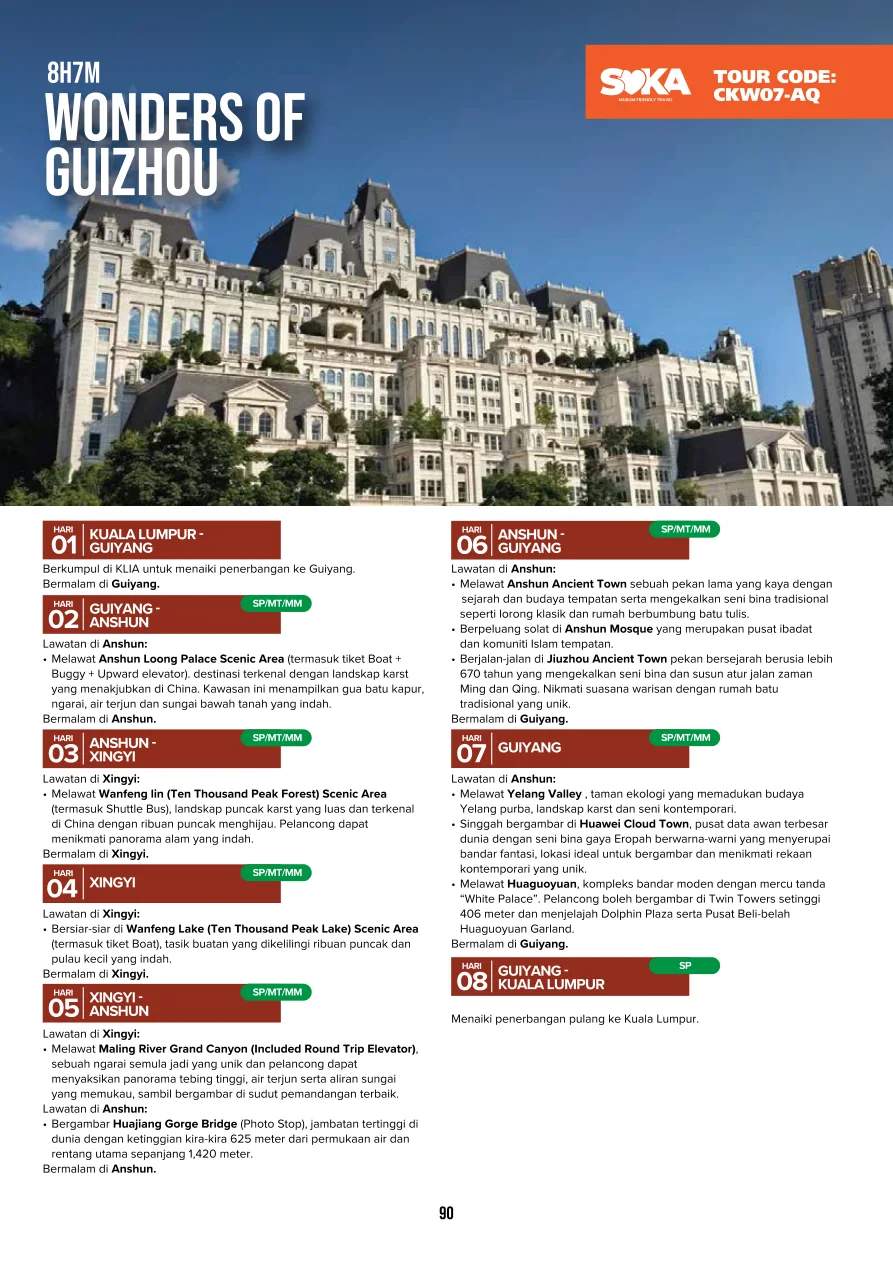 8H7M
WONDERS OF
GUIZHOU
SOKA
MUSLIM FRIENDLY TRAVEL
TOUR CODE:
CKW07-AQ
HARI
01
KUALA LUMPUR -
GUIYANG
Berkumpul di KLIA untuk menaiki penerbangan ke Guiyang.
Bermalam di Guiyang.
HARI
02
GUIYANG -
ANSHUN
SP/MT/MM
Lawatan di Anshun:
• Melawat Anshun Loong Palace Scenic Area (termasuk tiket Boat +
Buggy + Upward elevator). destinasi terkenal dengan landskap karst
yang menakjubkan di China. Kawasan ini menampilkan gua batu kapur,
ngarai, air terjun dan sungai bawah tanah yang indah.
Bermalam di Anshun.
HARI
03
ANSHUN -
XINGYI
SP/MT/MM
Lawatan di Xingyi:
• Melawat Wanfeng lin (Ten Thousand Peak Forest) Scenic Area
(termasuk Shuttle Bus), landskap puncak karst yang luas dan terkenal
di China dengan ribuan puncak menghijau. Pelancong dapat
menikmati panorama alam yang indah.
Bermalam di Xingyi.
HARI
04
XINGYI
SP/MT/MM
Lawatan di Xingyi:
• Bersiar-siar di Wanfeng Lake (Ten Thousand Peak Lake) Scenic Area
(termasuk tiket Boat), tasik buatan yang dikelilingi ribuan puncak dan
pulau kecil yang indah.
Bermalam di Xingyi.
HARI
05
XINGYI -
ANSHUN
SP/MT/MM
Lawatan di Xingyi:
• Melawat Maling River Grand Canyon (Included Round Trip Elevator),
sebuah ngarai semula jadi yang unik dan pelancong dapat
menyaksikan panorama tebing tinggi, air terjun serta aliran sungai
yang memukau, sambil bergambar di sudut pemandangan terbaik.
Lawatan di Anshun:
• Bergambar Huajiang Gorge Bridge (Photo Stop), jambatan tertinggi di
dunia dengan ketinggian kira-kira 625 meter dari permukaan air dan
rentang utama sepanjang 1,420 meter.
Bermalam di Anshun.
HARI
06
ANSHUN -
GUIYANG
SP/MT/MM
Lawatan di Anshun:
• Melawat Anshun Ancient Town sebuah pekan lama yang kaya dengan
sejarah dan budaya tempatan serta mengekalkan seni bina tradisional
seperti lorong klasik dan rumah berbumbung batu tulis.
• Berpeluang solat di Anshun Mosque yang merupakan pusat ibadat
dan komuniti Islam tempatan.
• Berjalan-jalan di Jiuzhou Ancient Town pekan bersejarah berusia lebih
670 tahun yang mengekalkan seni bina dan susun atur jalan zaman
Ming dan Qing. Nikmati suasana warisan dengan rumah batu
tradisional yang unik.
Bermalam di Guiyang.
HARI
07
GUIYANG
SP/MT/MM
Lawatan di Anshun:
• Melawat Yelang Valley , taman ekologi yang memadukan budaya
Yelang purba, landskap karst dan seni kontemporari.
• Singgah bergambar di Huawei Cloud Town, pusat data awan terbesar
dunia dengan seni bina gaya Eropah berwarna-warni yang menyerupai
bandar fantasi, lokasi ideal untuk bergambar dan menikmati rekaan
kontemporari yang unik.
• Melawat Huaguoyuan, kompleks bandar moden dengan mercu tanda
“White Palace”. Pelancong boleh bergambar di Twin Towers setinggi
406 meter dan menjelajah Dolphin Plaza serta Pusat Beli-belah
Huaguoyuan Garland.
Bermalam di Guiyang.
HARI
08
GUIYANG -
KUALA LUMPUR
SP
Menaiki penerbangan pulang ke Kuala Lumpur.
90